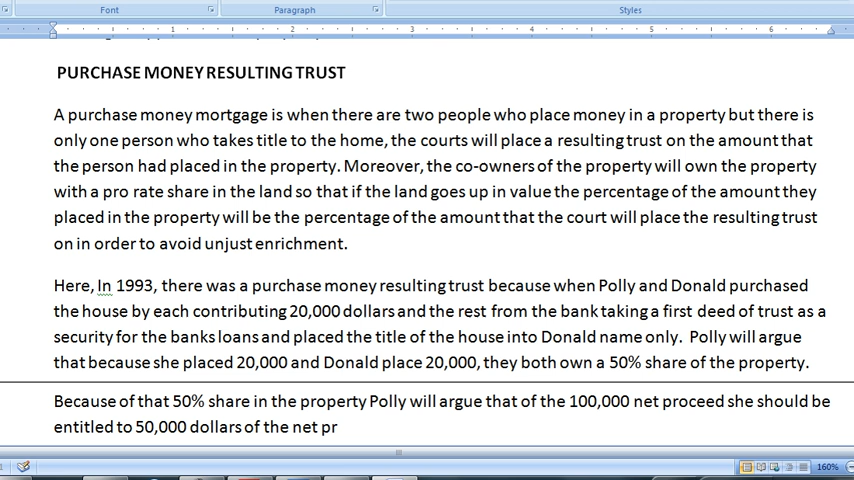 Font Paragraph Styles
1 2 3 4 5 6
PURCHASE MONEY RESULTING TRUST
A purchase money mortgage is when there are two people who place money in a property but there is
only one person who takes title to the home, the courts will place a resulting trust on the amount that
the person had placed in the property. Moreover, the co-owners of the property will own the property
with a pro rate share in the land so that if the land goes up in value the percentage of the amount they
placed in the property will be the percentage of the amount that the court will place the resulting trust
on in order to avoid unjust enrichment.
Here, In 1993, there was a purchase money resulting trust because when Polly and Donald purchased
the house by each contributing 20,000 dollars and the rest from the bank taking a first deed of trust as a
security for the banks loans and placed the title of the house into Donald name only. Polly will argue
that because she placed 20,000 and Donald place 20,000, they both own a 50% share of the property.
Because of that 50% share in the property Polly will argue that of the 100,000 net proceed she should be
entitled to 50,000 dollars of the net pr
160%